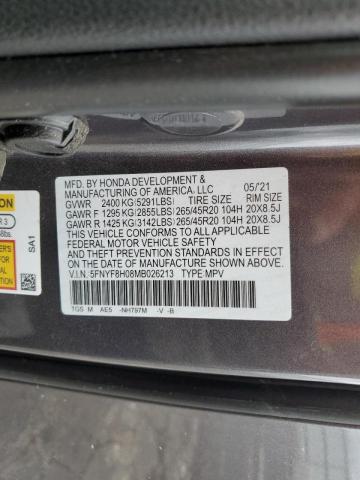 MFD. BY HONDA DEVELOPMENT &
MANUFACTURING OF AMERICA, LLC 05/'21
GVWR 2400 KG(5291LBS) TIRE SIZE RIM SIZE
GAWR F 1295 KG(2855LBS) 265/45R20 104H 20X8.5J
GAWR R 1425 KG(3142LBS) 265/45R20 104H 20X8.5J
CONFORMS TO ALL APPLICABLE
FEDERAL MOTOR VEHICLE SAFETY
AND THEFT PREVENTION STANDARDS IN EFFECT
ON THE DATE OF MANUFACTURE SHOWN ABOVE.
V.I.N.: 5FNYF8H08MB026213 TYPE: MPV
TGS M AE5 -NH797M -V -B
SA1
ION
R 3
lbs.